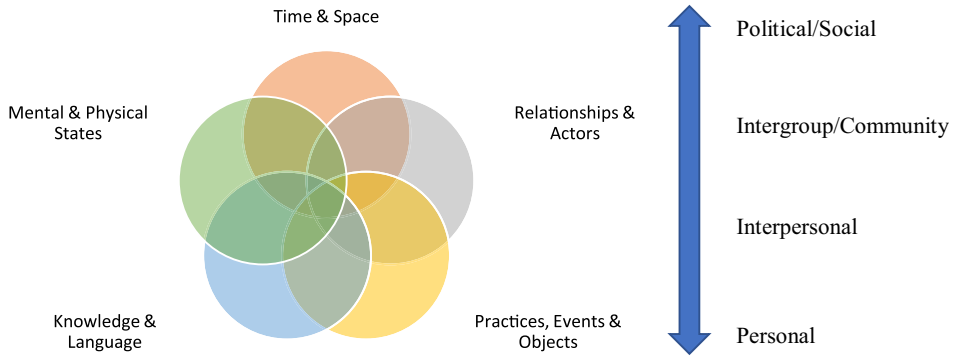 Time & Space
Mental & Physical
States
Relationships &
Actors
Knowledge &
Language
Practices, Events &
Objects
Political/Social
Intergroup/Community
Interpersonal
Personal